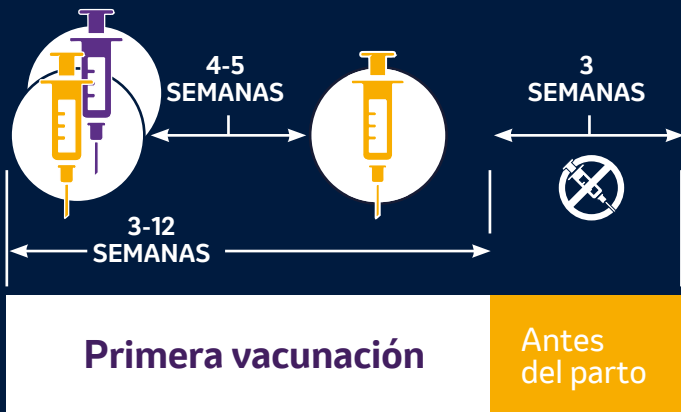 4-5
SEMANAS
3
SEMANAS
3-12
SEMANAS
Primera vacunación
Antes
del parto